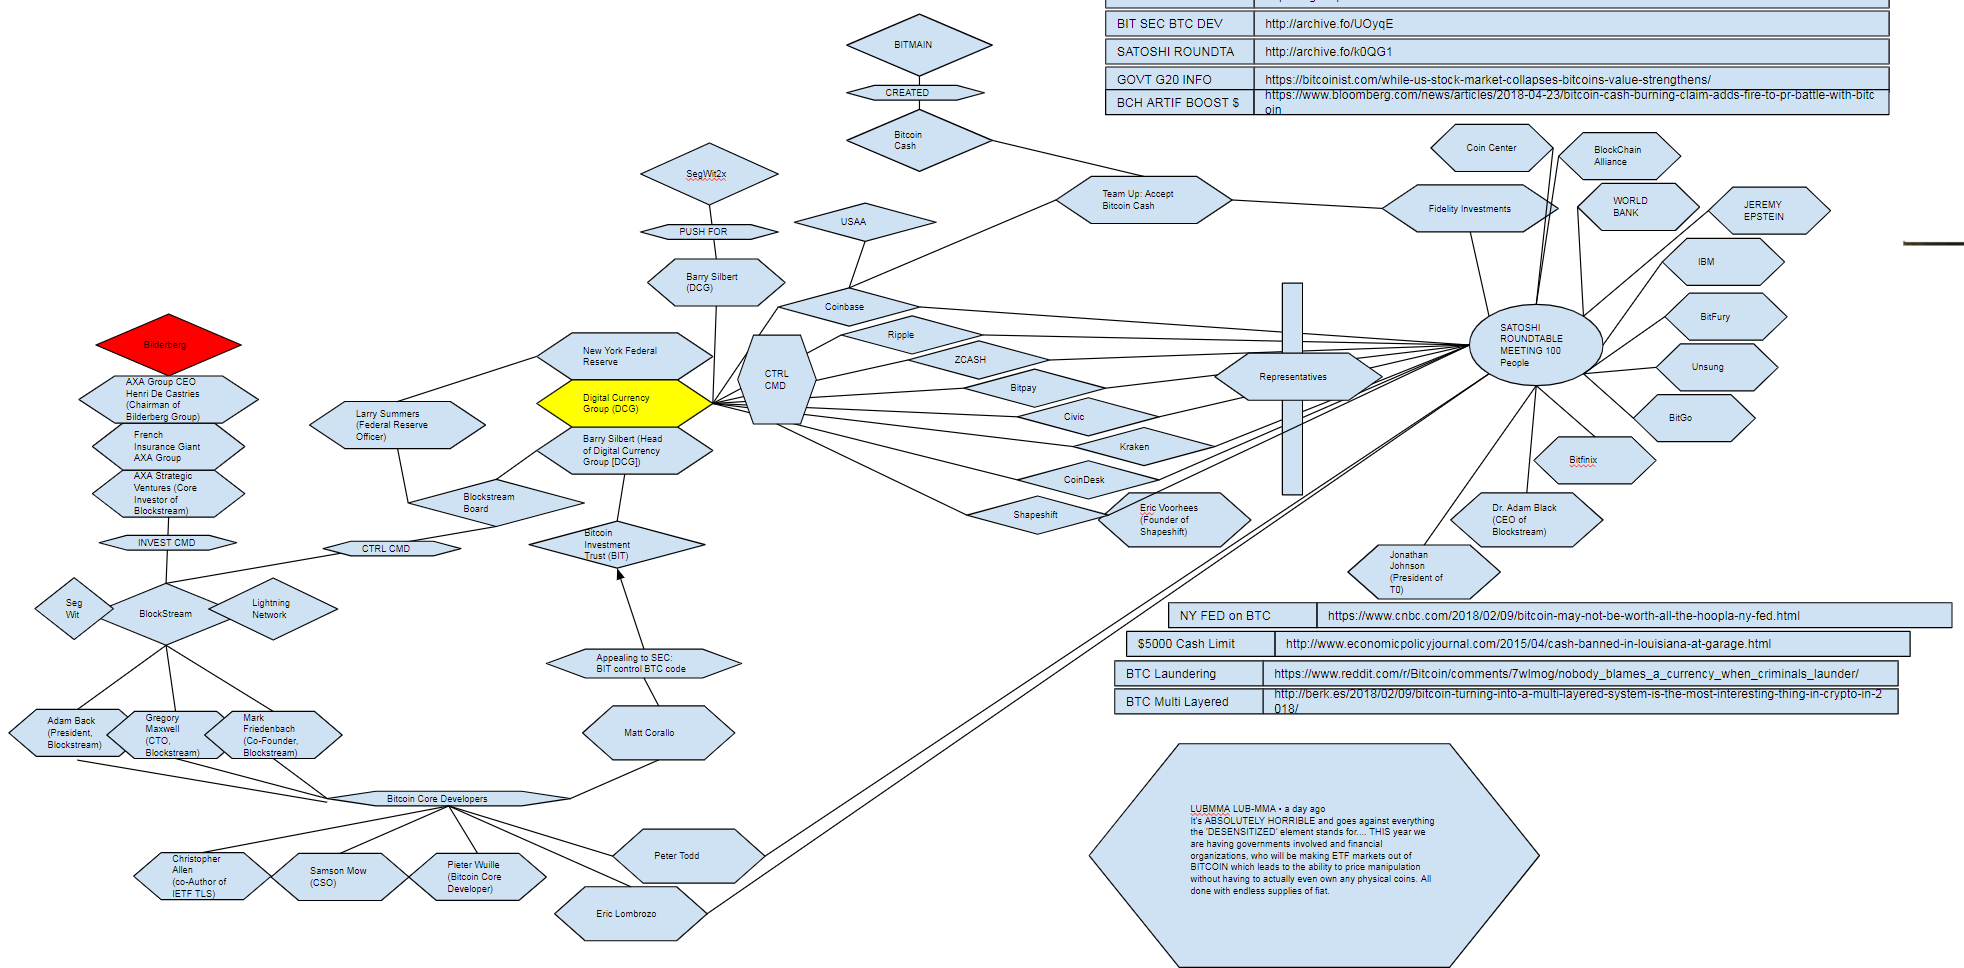 BIT SEC BTC DEV
http://archive.fo/UOyqE
SATOSHI ROUNDTA
http://archive.fo/k0QG1
GOVT G20 INFO
https://bitcoinist.com/while-us-stock-market-collapses-bitcoins-value-strengthens/
BCH ARTIF BOOST $
https://www.bloomberg.com/news/articles/2018-04-23/bitcoin-cash-burning-claim-adds-fire-to-pr-battle-with-bitc
oin
BITMAIN
CREATED
Bitcoin
Cash
SegWit2x
PUSH FOR
Barry Silbert
(DCG)
USAA
Team Up: Accept
Bitcoin Cash
Fidelity Investments
Coin Center
BlockChain
Alliance
WORLD
BANK
JEREMY
EPSTEIN
IBM
BitFury
Unsung
BitGo
Bitfinix
Dr. Adam Black
(CEO of
Blockstream)
Jonathan
Johnson
(President of
T0)
SATOSHI
ROUNDTABLE
MEETING 100
People
Representatives
Coinbase
Ripple
ZCASH
Bitpay
Civic
Kraken
CoinDesk
Shapeshift
Eric Voorhees
(Founder of
Shapeshift)
CTRL
CMD
New York Federal
Reserve
Digital Currency
Group (DCG)
Barry Silbert (Head
of Digital Currency
Group [DCG])
Larry Summers
(Federal Reserve
Officer)
Blockstream
Board
CTRL CMD
Bitcoin
Investment
Trust (BIT)
Bilderberg
AXA Group CEO
Henri De Castries
(Chairman of
Bilderberg Group)
French
Insurance Giant
AXA Group
AXA Strategic
Ventures (Core
Investor of
Blockstream)
INVEST CMD
Seg
Wit
BlockStream
Lightning
Network
Appealing to SEC:
BIT control BTC code
Matt Corallo
Adam Back
(President,
Blockstream)
Gregory
Maxwell
(CTO,
Blockstream)
Mark
Friedenbach
(Co-Founder,
Blockstream)
Bitcoin Core Developers
Christopher
Allen
(co-Author of
IETF TLS)
Samson Mow
(CSO)
Pieter Wuille
(Bitcoin Core
Developer)
Peter Todd
Eric Lombrozo
NY FED on BTC
https://www.cnbc.com/2018/02/09/bitcoin-may-not-be-worth-all-the-hoopla-ny-fed.html
$5000 Cash Limit
http://www.economicpolicyjournal.com/2015/04/cash-banned-in-louisiana-at-garage.html
BTC Laundering
https://www.reddit.com/r/Bitcoin/comments/7wlmog/nobody_blames_a_currency_when_criminals_launder/
BTC Multi Layered
http://berk.es/2018/02/09/bitcoin-turning-into-a-multi-layered-system-is-the-most-interesting-thing-in-crypto-in-2
018/
LUBMMA LUB-MMA • a day ago
It's ABSOLUTELY HORRIBLE and goes against everything
the 'DESENSITIZED' element stands for.... THIS year we
are having governments involved and financial
organizations, who will be making ETF markets out of
BITCOIN which leads to the ability to price manipulation
without having to actually even own any physical coins. All
done with endless supplies of fiat.